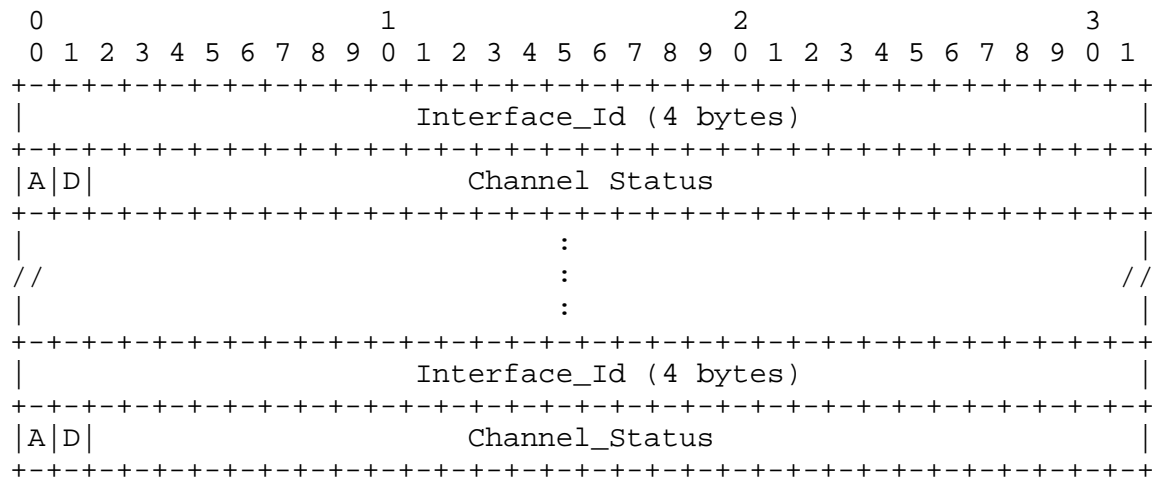 0                   1                   2                   3
 0 1 2 3 4 5 6 7 8 9 0 1 2 3 4 5 6 7 8 9 0 1 2 3 4 5 6 7 8 9 0 1
+-+-+-+-+-+-+-+-+-+-+-+-+-+-+-+-+-+-+-+-+-+-+-+-+-+-+-+-+-+-+-+-+
|                      Interface_Id (4 bytes)                   |
+-+-+-+-+-+-+-+-+-+-+-+-+-+-+-+-+-+-+-+-+-+-+-+-+-+-+-+-+-+-+-+-+
|A|D|                     Channel Status                        |
+-+-+-+-+-+-+-+-+-+-+-+-+-+-+-+-+-+-+-+-+-+-+-+-+-+-+-+-+-+-+-+-+
|                              :                                |
//                             :                               //
|                              :                                |
+-+-+-+-+-+-+-+-+-+-+-+-+-+-+-+-+-+-+-+-+-+-+-+-+-+-+-+-+-+-+-+-+
|                      Interface_Id (4 bytes)                   |
+-+-+-+-+-+-+-+-+-+-+-+-+-+-+-+-+-+-+-+-+-+-+-+-+-+-+-+-+-+-+-+-+
|A|D|                     Channel_Status                        |
+-+-+-+-+-+-+-+-+-+-+-+-+-+-+-+-+-+-+-+-+-+-+-+-+-+-+-+-+-+-+-+-+